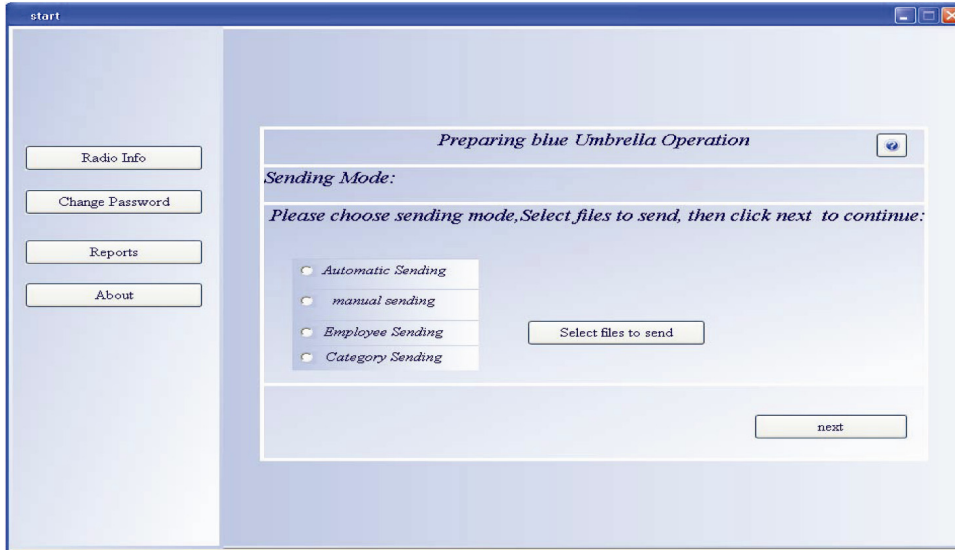 start
Radio Info
Change Password
Reports
About
Preparing blue Umbrella Operation
Sending Mode:
Please choose sending mode,Select files to send, then click next to continue:
Automatic Sending
manual sending
Employee Sending
Category Sending
Select files to send
next